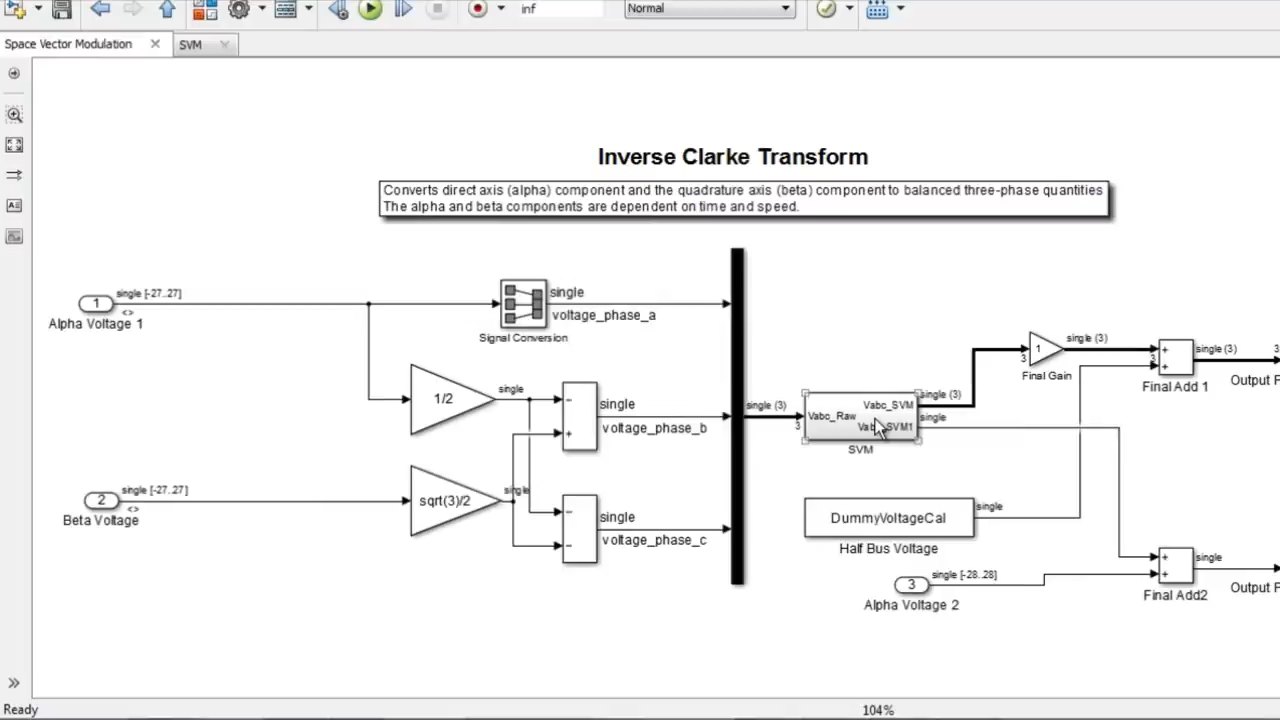 inf
Normal
Space Vector Modulation
SVM
Inverse Clarke Transform
Converts direct axis (alpha) component and the quadrature axis (beta) component to balanced three-phase quantities
The alpha and beta components are dependent on time and speed.
1
single [-27..27]
<>
Alpha Voltage 1
single
voltage_phase_a
Signal Conversion
1/2
single
single
voltage_phase_b
2
single [-27..27]
<>
Beta Voltage
sqrt(3)/2
single
single
voltage_phase_c
single (3)
3
Vabc_Raw
Vabc_SVM
SVM
single (3)
single
3
1
single (3)
Final Gain
3
single (3)
3
Final Add 1
Output
DummyVoltageCal
single
Half Bus Voltage
3
single [-28..28]
Alpha Voltage 2
single
Final Add2
Output
Ready
104%